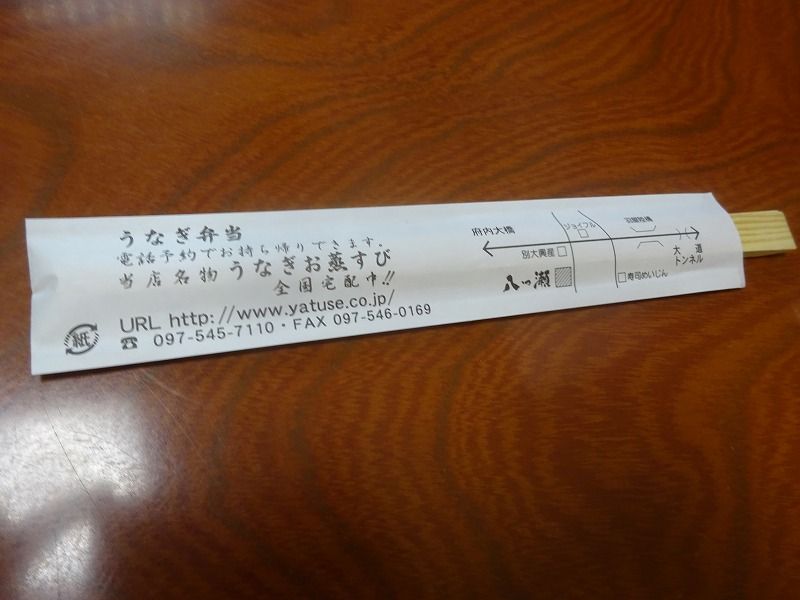 うなぎ弁当
電話予約でお持ち帰りできます．
当店名物 うなぎお蒸すび
全国宅配中!!
URL http://www.yatuse.co.jp/
☎ 097-545-7110・FAX 097-546-0169
紙
府内大橋
ジョイフル
別大興産
八つ瀬
寿司めいじん
大道
トンネル